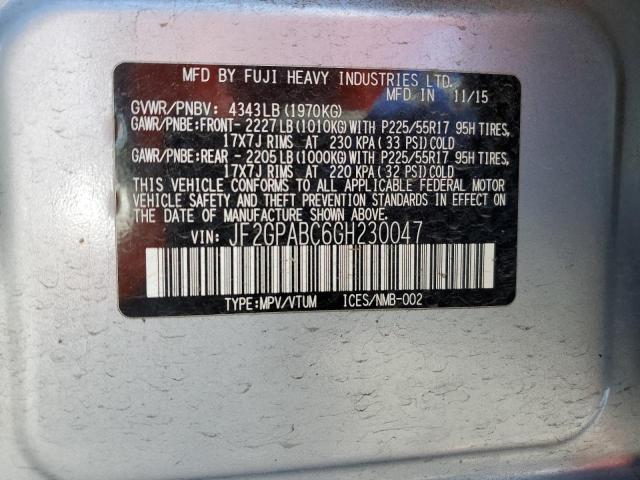 MFD BY FUJI HEAVY INDUSTRIES LTD.
MFD IN 11/15
GVWR/PNBV: 4343LB (1970KG)
GAWR/PNBE: FRONT- 2227LB (1010KG) WITH P225/55R17 95H TIRES,
17X7J RIMS AT 230 KPA ( 33 PSI) COLD
GAWR/PNBE: REAR - 2205LB (1000KG) WITH P225/55R17 95H TIRES,
17X7J RIMS AT 220 KPA ( 32 PSI) COLD
THIS VEHICLE CONFORMS TO ALL APPLICABLE FEDERAL MOTOR
VEHICLE SAFETY AND THEFT PREVENTION STANDARDS IN EFFECT ON
THE DATE OF MANUFACTURE SHOWN ABOVE.
VIN: JF2GPABC6GH230047
TYPE:MPV/VTUM ICES/NMB-002